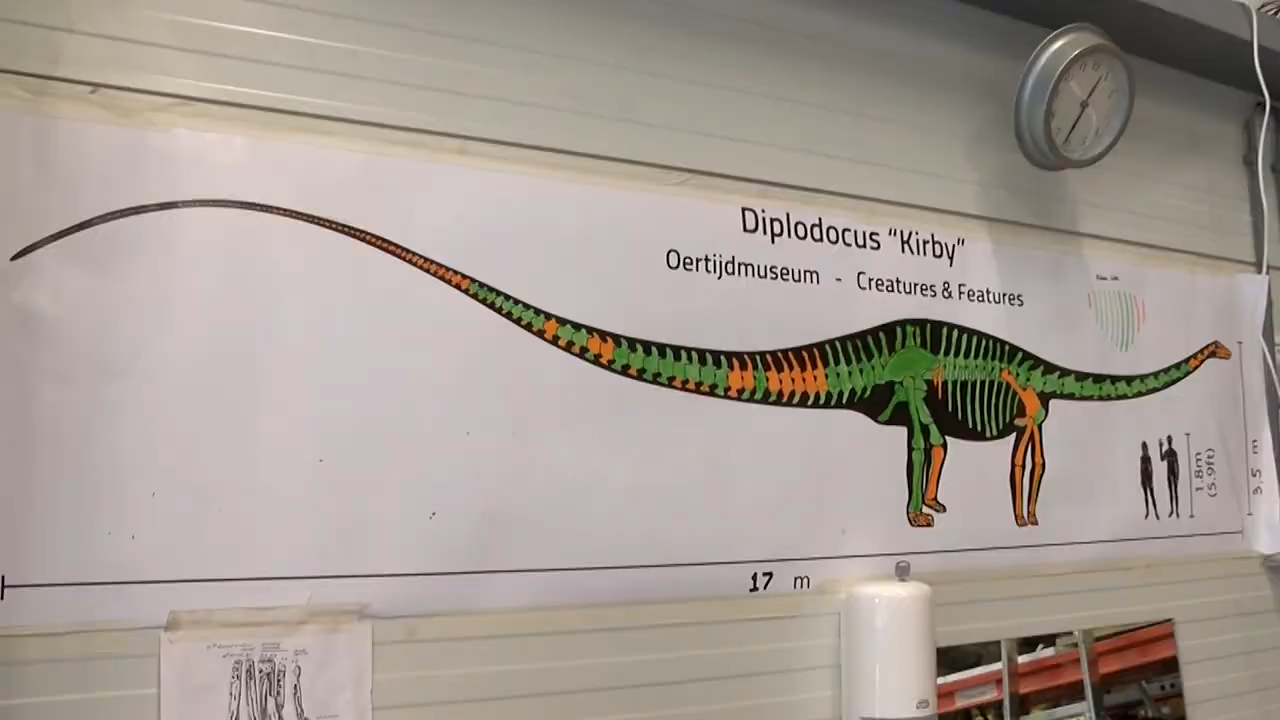 Diplodocus “Kirby”
Oertijdmuseum - Creatures & Features
1.8m
(5.9ft)
3,5 m
17 m